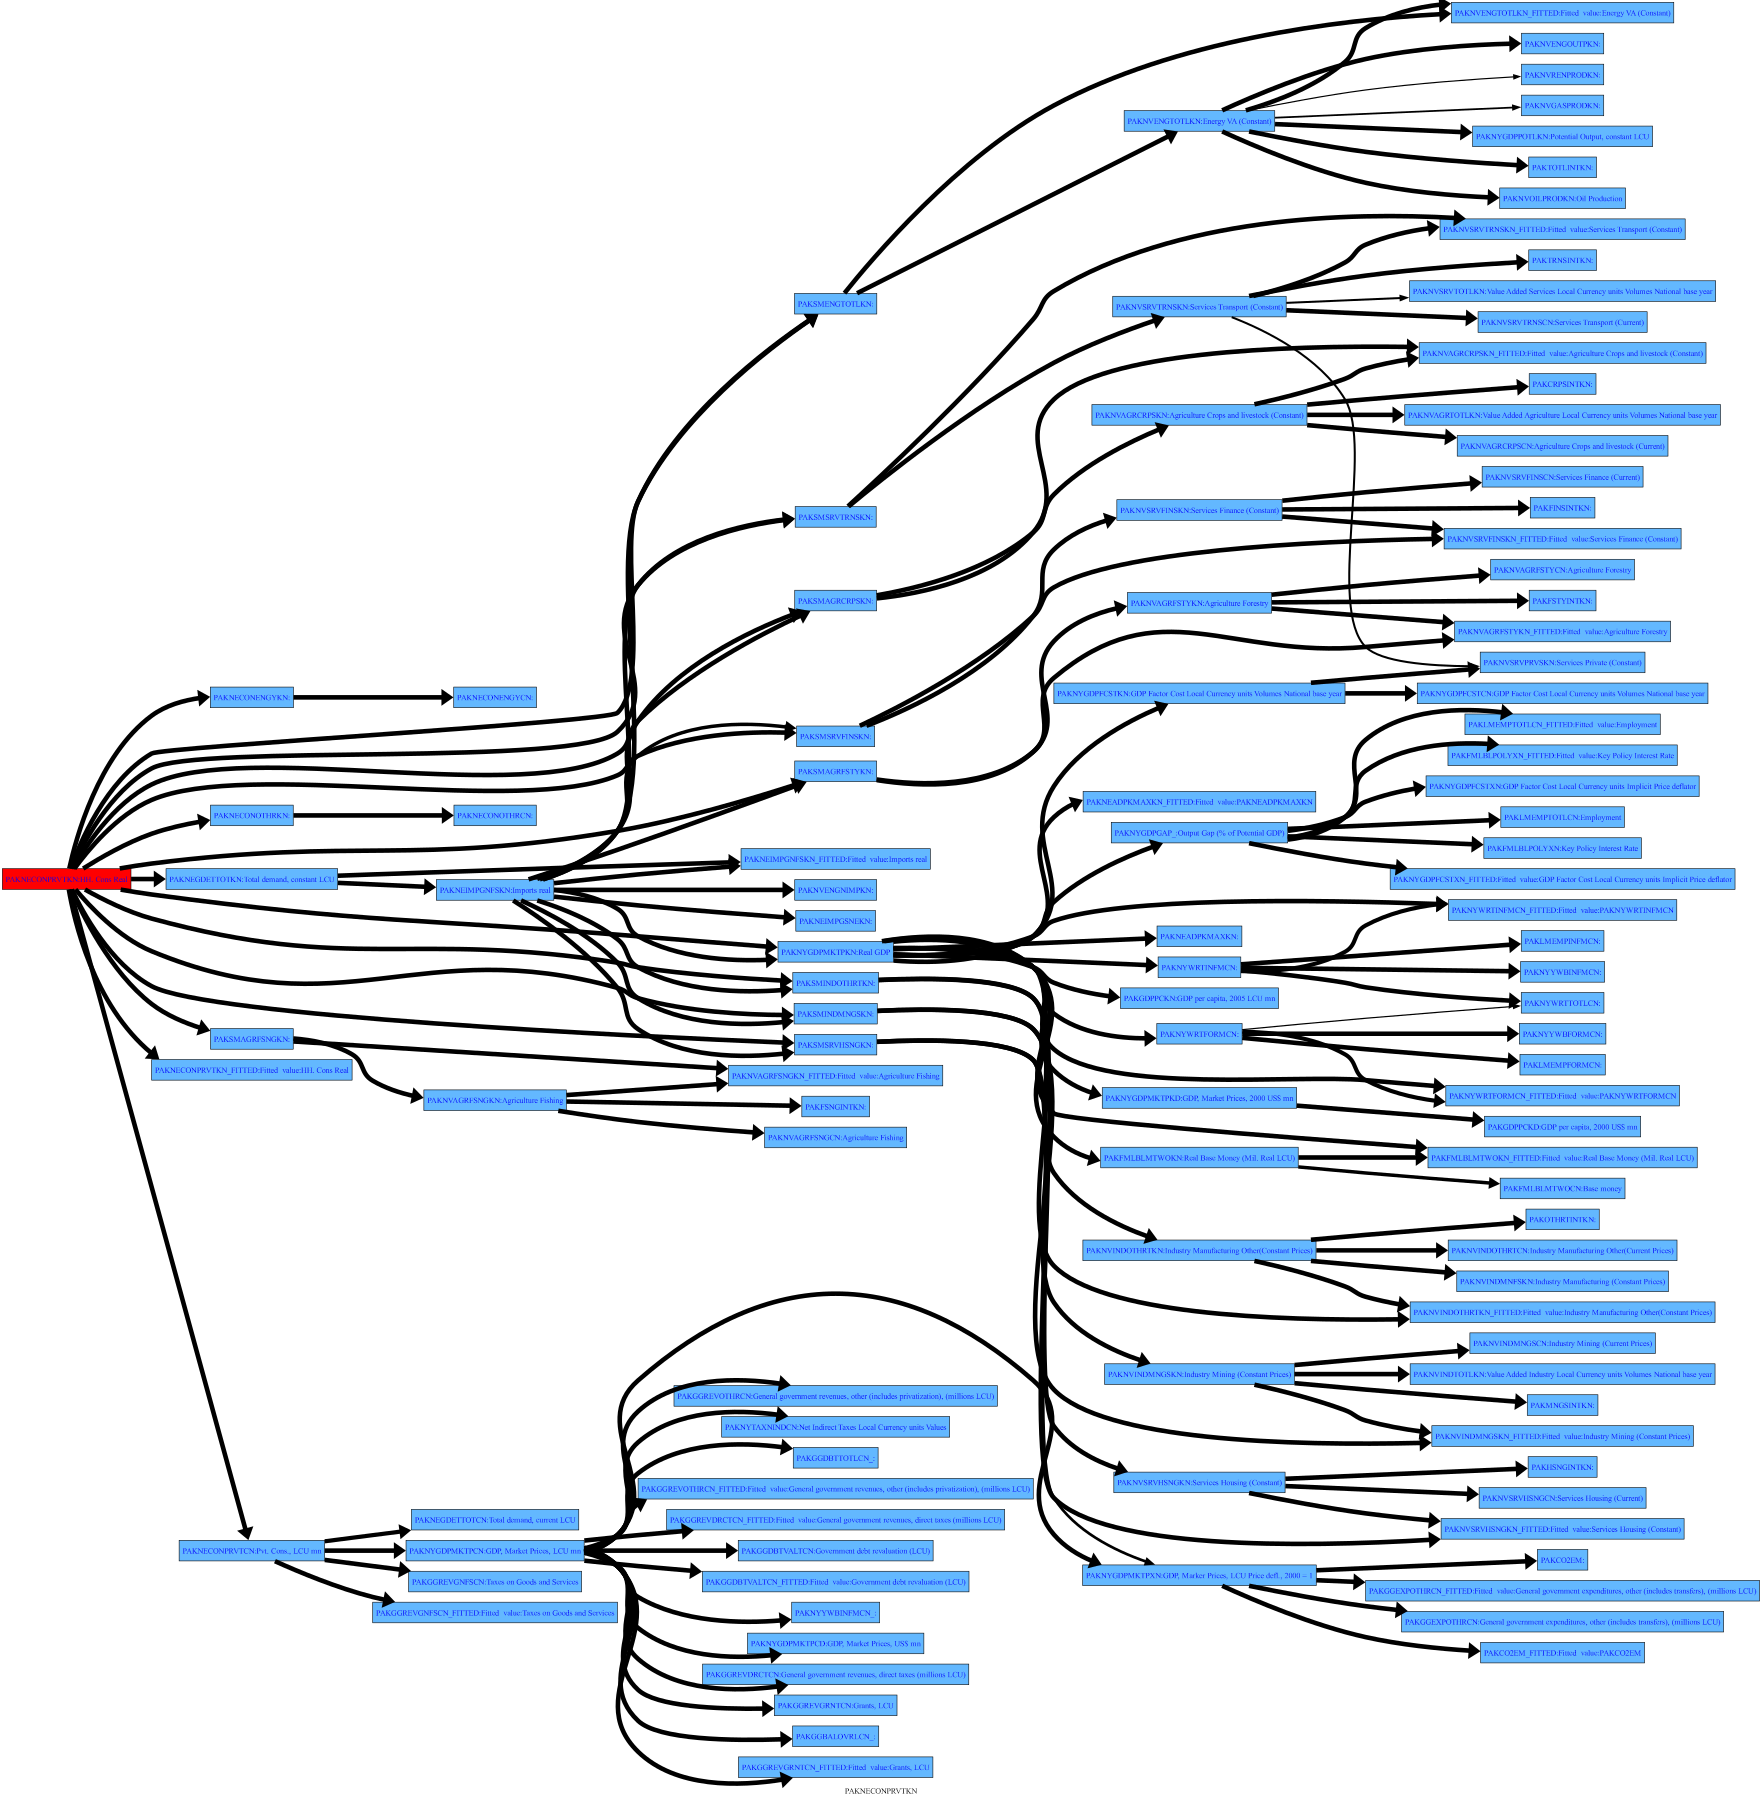 PAKNVENGTOTLKN_FITTED:Fitted value:Energy VA (Constant)
PAKNVENGOUTPKN:
PAKNVRENPRODKN:
PAKNVGASPRODKN:
PAKNVENGTOTLKN:Energy VA (Constant)
PAKNYGDPPOTLKN:Potential Output, constant LCU
PAKTOTLINTKN:
PAKNVOILPRODKN:Oil Production
PAKNVSRVTRNSKN_FITTED:Fitted value:Services Transport (Constant)
PAKTRNSINTKN:
PAKNVSRVTOTLKN:Value Added Services Local Currency units Volumes National base year
PAKSMENGTOTLKN:
PAKNVSRVTRNSKN:Services Transport (Constant)
PAKNVSRVTRNSCN:Services Transport (Current)
PAKNVAGRCRPSKN_FITTED:Fitted value:Agriculture Crops and livestock (Constant)
PAKCRPSINTKN:
PAKNVAGRCRPSKN:Agriculture Crops and livestock (Constant)
PAKNVAGRTOTLKN:Value Added Agriculture Local Currency units Volumes National base year
PAKNVAGRCRPSCN:Agriculture Crops and livestock (Current)
PAKNVSRVFINSCN:Services Finance (Current)
PAKSMSRVTRNSKN:
PAKNVSRVFINSKN:Services Finance (Constant)
PAKFINSINTKN:
PAKNVSRVFINSKN_FITTED:Fitted value:Services Finance (Constant)
PAKNVAGRFSTYCN:Agriculture Forestry
PAKSMAGRCRPSKN:
PAKNVAGRFSTYKN:Agriculture Forestry
PAKFSTYINTKN:
PAKNVAGRFSTYKN_FITTED:Fitted value:Agriculture Forestry
PAKNVSRVPRVSKN:Services Private (Constant)
PAKNECONENGYKN:
PAKNECONENGYCN:
PAKNYGDPFCSTKN:GDP Factor Cost Local Currency units Volumes National base year
PAKNYGDPFCSTCN:GDP Factor Cost Local Currency units Volumes National base year
PAKLMEMPTOTLCN_FITTED:Fitted value:Employment
PAKSMSRVFINSKN:
PAKFMLBLPOLYXN_FITTED:Fitted value:Key Policy Interest Rate
PAKSMAGRFSTYKN:
PAKNYGDPFCSTXN:GDP Factor Cost Local Currency units Implicit Price deflator
PAKNEADPKMAXKN_FITTED:Fitted value:PAKNEADPKMAXKN
PAKNECONOTHRKN:
PAKNECONOTHRCN:
PAKLMEMPTOTLCN:Employment
PAKNYGDPGAP_:Output Gap (% of Potential GDP)
PAKFMLBLPOLYXN:Key Policy Interest Rate
PAKNEIMPGNFSKN_FITTED:Fitted value:Imports real
PAKNECONPRVTKN:HH. Cons Real
PAKNEGDETTOTKN:Total demand, constant LCU
PAKNYGDPFCSTXN_FITTED:Fitted value:GDP Factor Cost Local Currency units Implicit Price deflator
PAKNEIMPGNFSKN:Imports real
PAKNVENGNIMPKN:
PAKNYWRTINFMCN_FITTED:Fitted value:PAKNYWRTINFMCN
PAKNEIMPGSNEKN:
PAKNEADPKMAXKN:
PAKLMEMPINFMCN:
PAKNYGDPMKTPKN:Real GDP
PAKNYWRTINFMCN:
PAKNYYWBINFMCN:
PAKSMINDOTHRTKN:
PAKGDPPCKN:GDP per capita, 2005 LCU mn
PAKNYWRTTOTLCN:
PAKSMINDMNGSKN:
PAKNYWRTFORMCN:
PAKNYYWBFORMCN:
PAKSMAGRFSNGKN:
PAKSMSRVHSNGKN:
PAKLMEMPFORMCN:
PAKNECONPRVTKN_FITTED:Fitted value:HH. Cons Real
PAKNVAGRFSNGKN_FITTED:Fitted value:Agriculture Fishing
PAKNVAGRFSNGKN:Agriculture Fishing
PAKNYGDPMKTPKD:GDP, Market Prices, 2000 US$ mn
PAKNYWRTFORMCN_FITTED:Fitted value:PAKNYWRTFORMCN
PAKFSNGINTKN:
PAKGDPPCKD:GDP per capita, 2000 US$ mn
PAKNVAGRFSNGCN:Agriculture Fishing
PAKFMLBLMTWOKN:Real Base Money (Mil. Real LCU)
PAKFMLBLMTWOKN_FITTED:Fitted value:Real Base Money (Mil. Real LCU)
PAKFMLBLMTWOCN:Base money
PAKOTHRTINTKN:
PAKNVINDOTHRTKN:Industry Manufacturing Other(Constant Prices)
PAKNVINDOTHRTCN:Industry Manufacturing Other(Current Prices)
PAKNVINDMNFSKN:Industry Manufacturing (Constant Prices)
PAKNVINDOTHRTKN_FITTED:Fitted value:Industry Manufacturing Other(Constant Prices)
PAKNVINDMNGSCN:Industry Mining (Current Prices)
PAKNVINDMNGSKN:Industry Mining (Constant Prices)
PAKNVINDTOTLKN:Value Added Industry Local Currency units Volumes National base year
PAKGGREVOTHRCN:General government revenues, other (includes privatization), (millions LCU)
PAKMNGSINTKN:
PAKNYTAXNINDCN:Net Indirect Taxes Local Currency units Values
PAKNVINDMNGSKN_FITTED:Fitted value:Industry Mining (Constant Prices)
PAKGGDBTTOTLCN_:
PAKHSNGINTKN:
PAKGGREVOTHRCN_FITTED:Fitted value:General government revenues, other (includes privatization), (millions LCU)
PAKNVSRVHSNGKN:Services Housing (Constant)
PAKNVSRVHSNGCN:Services Housing (Current)
PAKNEGDETTOTCN:Total demand, current LCU
PAKGGREVDRCTCN_FITTED:Fitted value:General government revenues, direct taxes (millions LCU)
PAKNVSRVHSNGKN_FITTED:Fitted value:Services Housing (Constant)
PAKNECONPRVTCN:Pvt. Cons., LCU mn
PAKNYGDPMKTPCN:GDP, Market Prices, LCU mn
PAKGGDBTVALTCN:Government debt revaluation (LCU)
PAKCO2EM:
PAKGGREVGNFSCN:Taxes on Goods and Services
PAKGGDBTVALTCN_FITTED:Fitted value:Government debt revaluation (LCU)
PAKNYGDPMKTPXN:GDP, Market Prices, LCU Price defl., 2000 = 1
PAKGGEXPOTHRCN_FITTED:Fitted value:General government expenditures, other (includes transfers), (millions LCU)
PAKGGREVGNFSCN_FITTED:Fitted value:Taxes on Goods and Services
PAKNYYWBINFMCN_:
PAKGGEXPOTHRCN:General government expenditures, other (includes transfers), (millions LCU)
PAKNYGDPMKTPCD:GDP, Market Prices, US$ mn
PAKCO2EM_FITTED:Fitted value:PAKCO2EM
PAKGGREVDRCTCN:General government revenues, direct taxes (millions LCU)
PAKGGREVGRNTCN:Grants, LCU
PAKGGBALOVRLCN_:
PAKGGREVGRNTCN_FITTED:Fitted value:Grants, LCU
PAKNECONPRVTKN